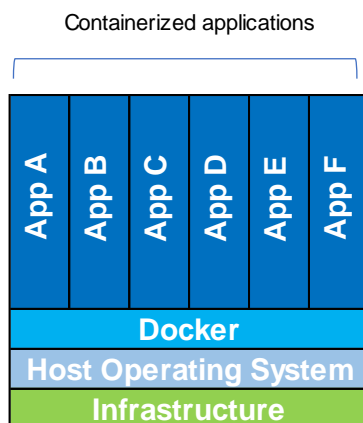 Containerized applications
App A
App B
App C
App D
App E
App F
Docker
Host Operating System
Infrastructure